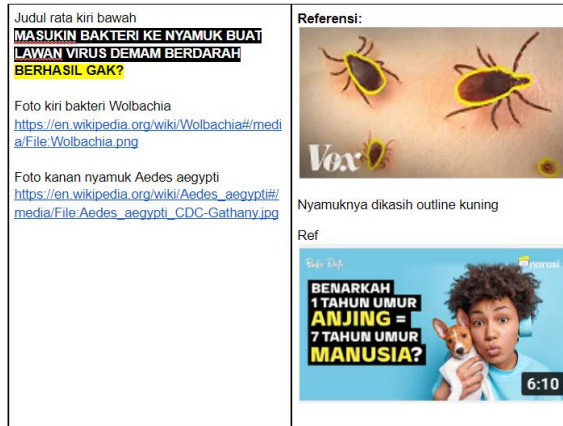 Judul rata kiri bawah
MASUKIN BAKTERI KE NYAMUK BUAT
LAWAN VIRUS DEMAM BERDARAH
BERHASIL GAK?
Foto kiri bakteri Wolbachia
https://en.wikipedia.org/wiki/Wolbachia#/medi
a/File:Wolbachia.png
Foto kanan nyamuk Aedes aegypti
https://en.wikipedia.org/wiki/Aedes_aegypti#/
media/File:Aedes_aegypti_CDC-Gathany.jpg
Referensi:
Vox
Nyamuknya dikasih outline kuning
Ref
Buka Data
narasi
BENARKAH
1 TAHUN UMUR
ANJING =
7 TAHUN UMUR
MANUSIA?
6:10